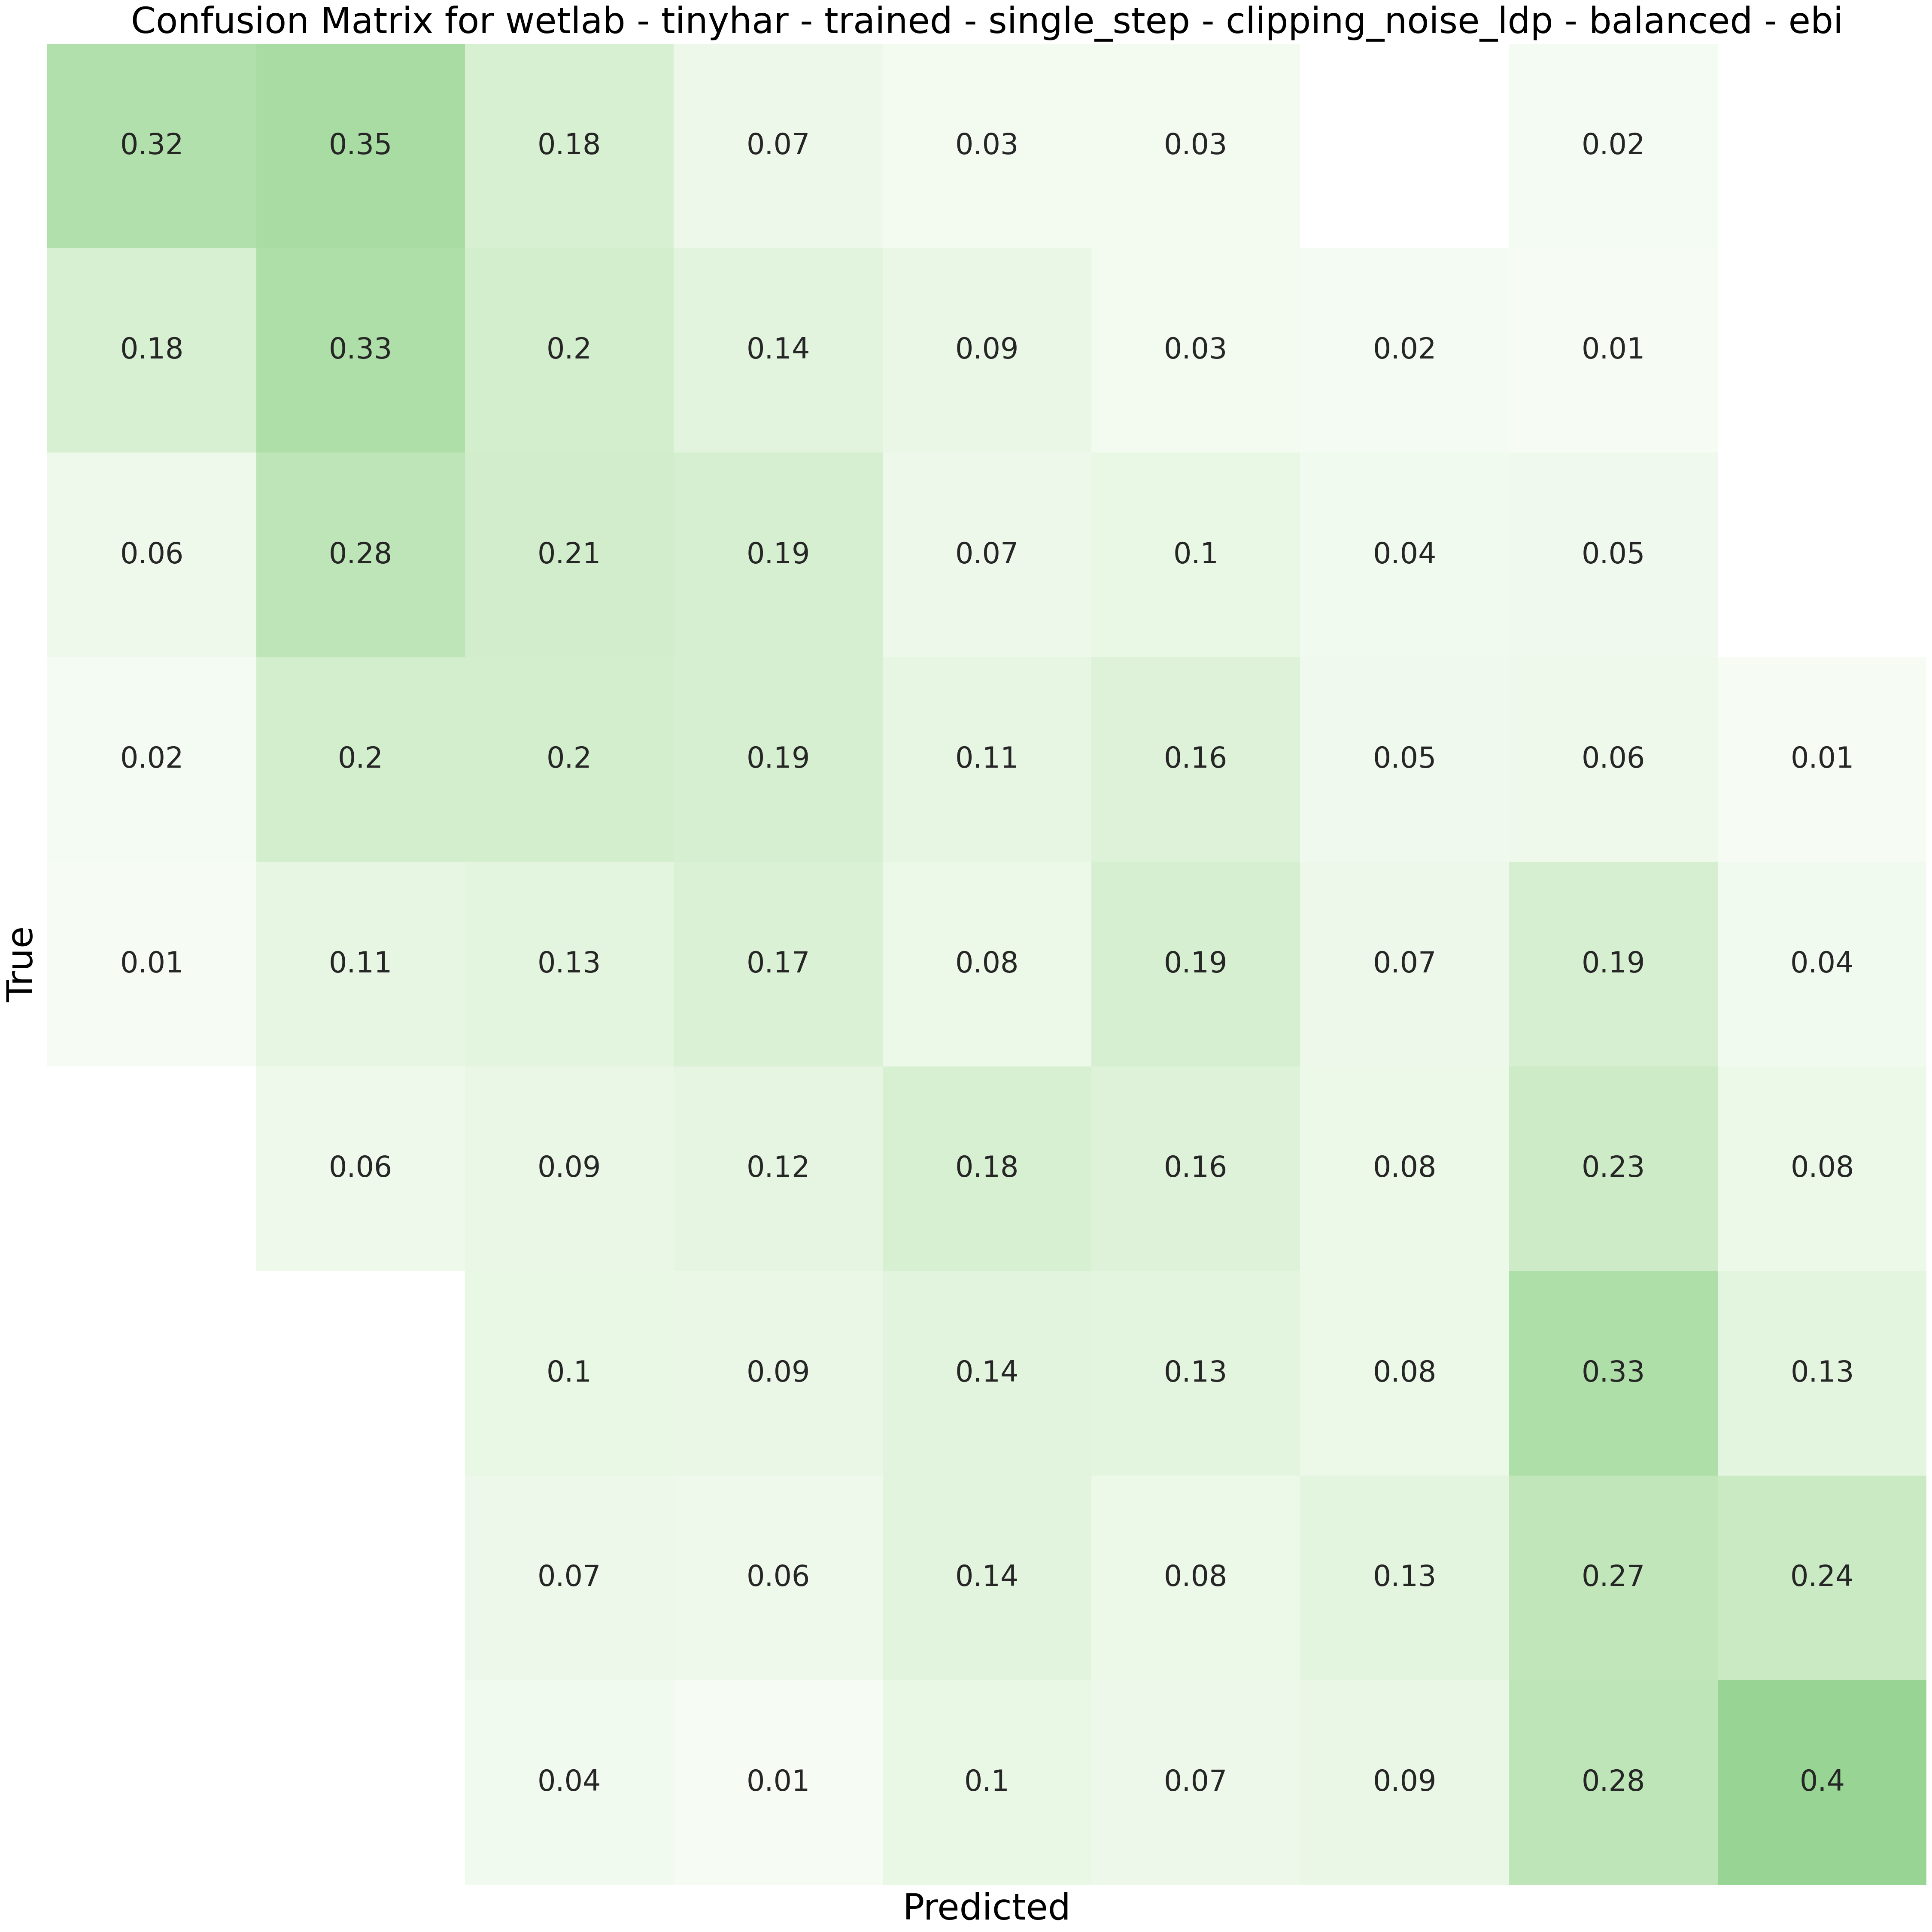 Confusion Matrix for wetlab - tinyhar - trained - single_step - clipping_noise_ldp - balanced - ebi
0.32 0.35 0.18 0.07 0.03 0.03 0.02
0.18 0.33 0.2 0.14 0.09 0.03 0.02 0.01
0.06 0.28 0.21 0.19 0.07 0.1 0.04 0.05
0.02 0.2 0.2 0.19 0.11 0.16 0.05 0.06 0.01
True
0.01 0.11 0.13 0.17 0.08 0.19 0.07 0.19 0.04
0.06 0.09 0.12 0.18 0.16 0.08 0.23 0.08
0.1 0.09 0.14 0.13 0.08 0.33 0.13
0.07 0.06 0.14 0.08 0.13 0.27 0.24
0.04 0.01 0.1 0.07 0.09 0.28 0.4
Predicted